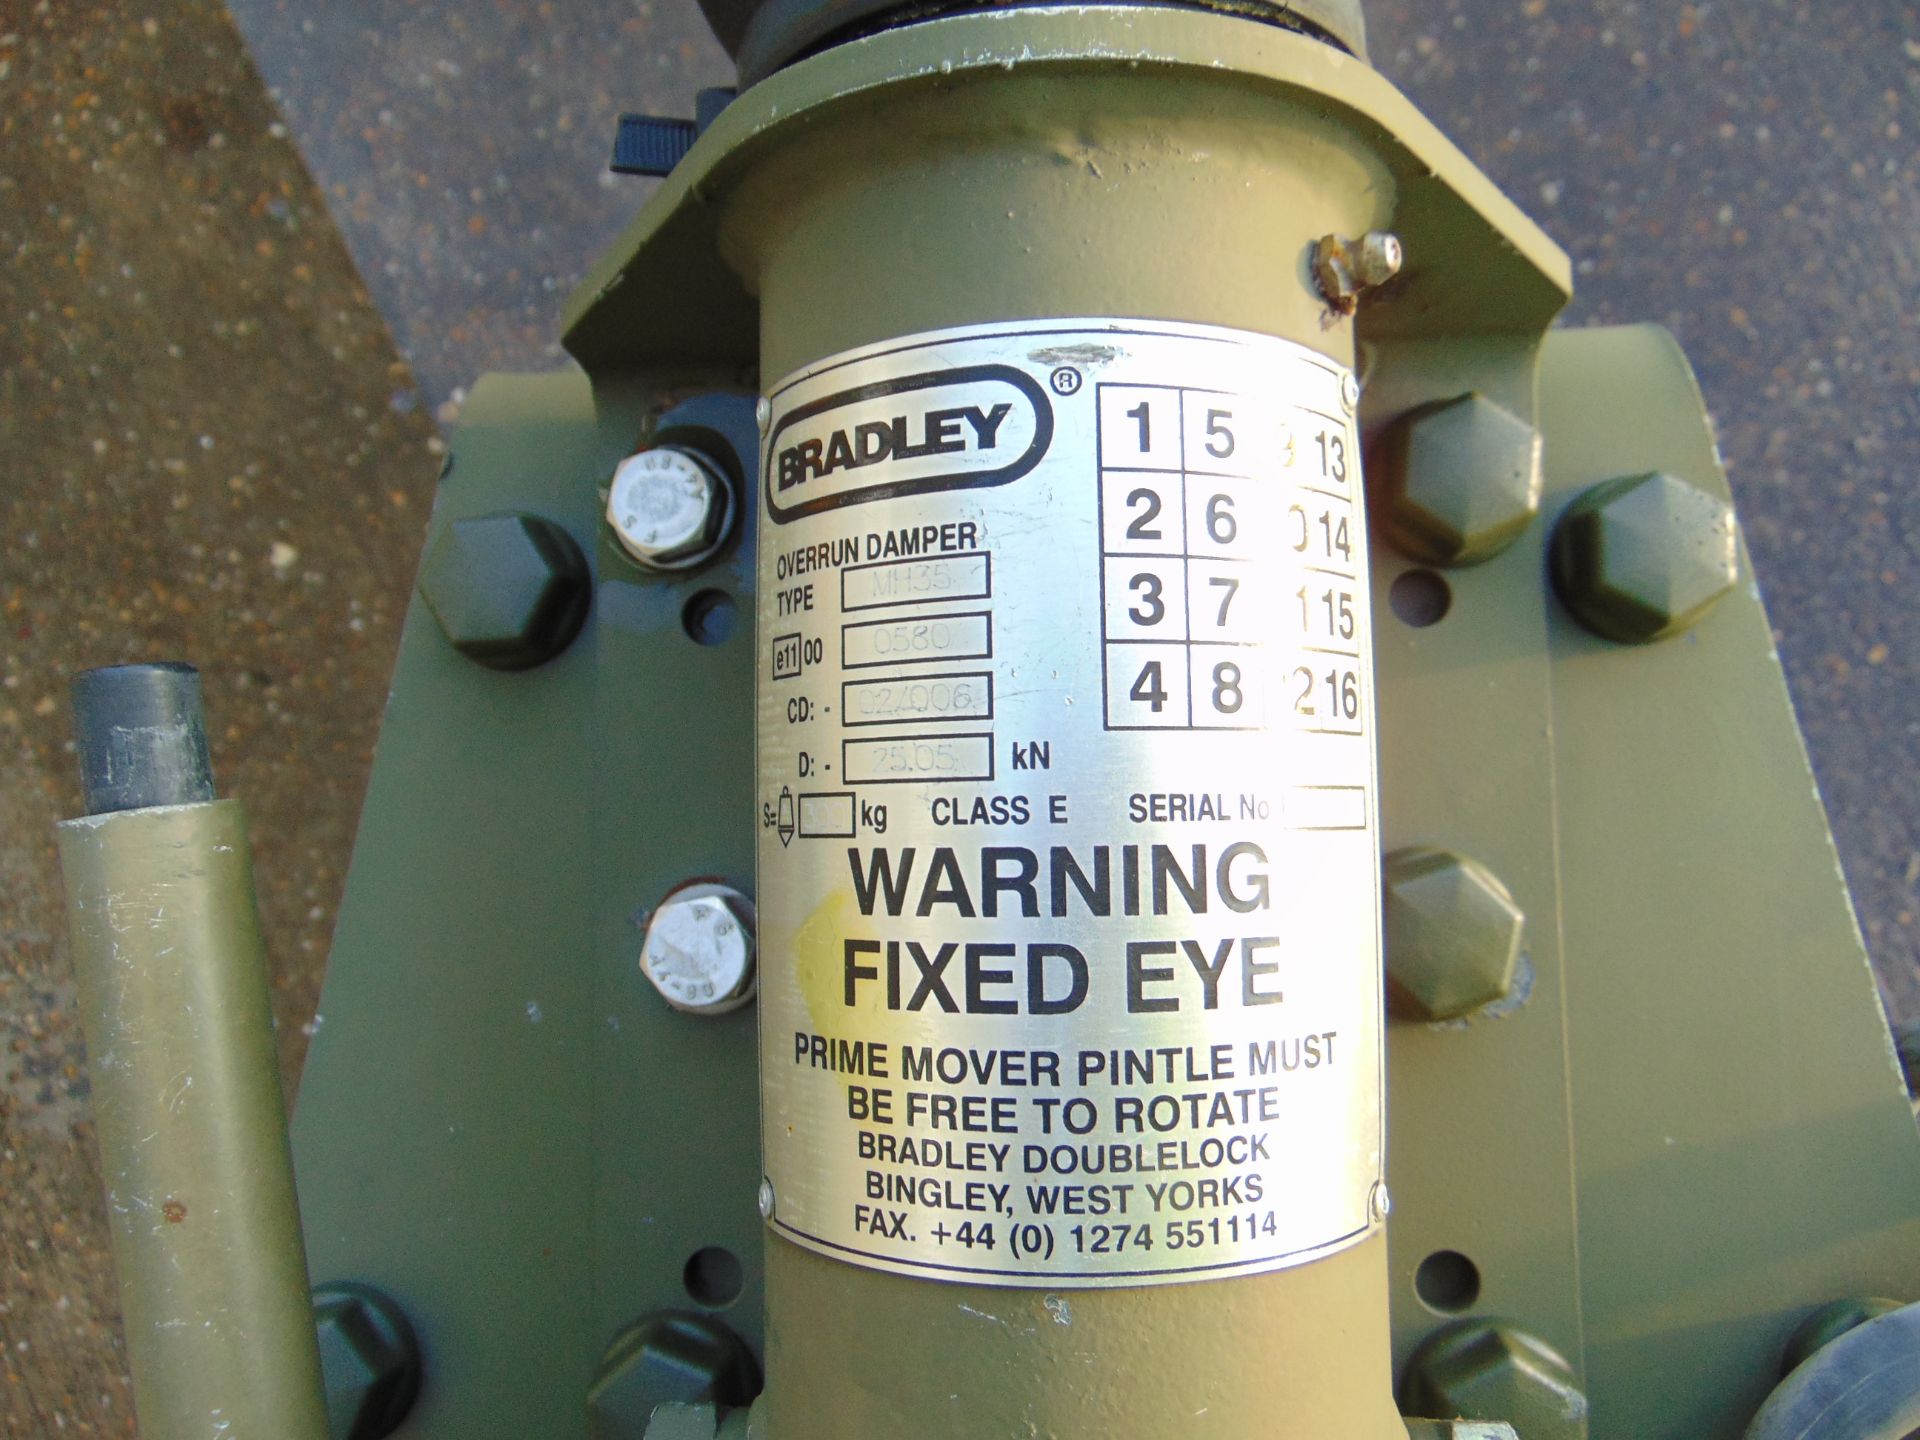 BRADLEY ®
OVERRUN DAMPER
TYPE MH35
e11 00 0580
CD: - 02/006
D: - 25.05 kN
S= kg CLASS E SERIAL No
1 5 13
2 6 14
3 7 15
4 8 16
WARNING
FIXED EYE
PRIME MOVER PINTLE MUST
BE FREE TO ROTATE
BRADLEY DOUBLELOCK
BINGLEY, WEST YORKS
FAX. +44 (0) 1274 551114